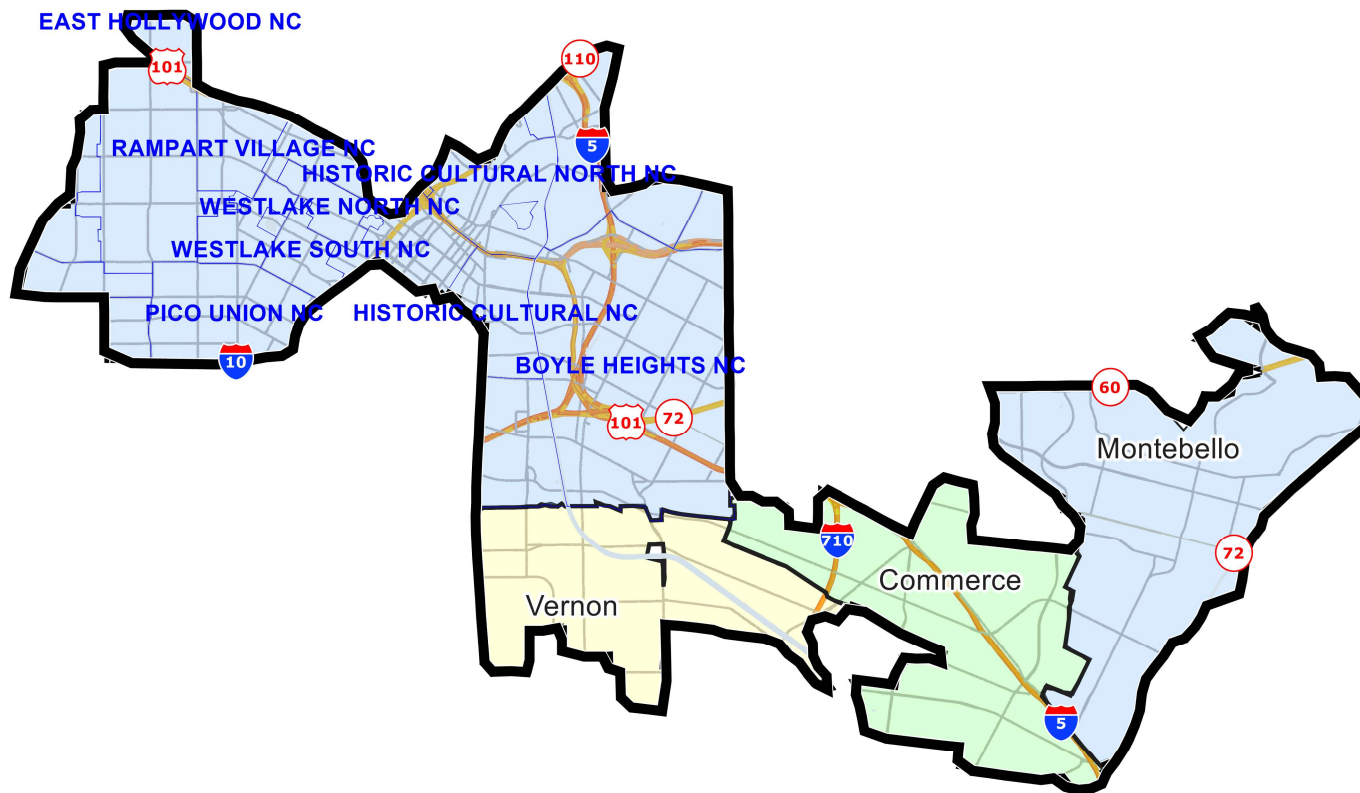 EAST HOLLYWOOD NC
101
110
5
RAMPART VILLAGE NC
HISTORIC CULTURAL NORTH NC
WESTLAKE NORTH NC
WESTLAKE SOUTH NC
PICO UNION NC
HISTORIC CULTURAL NC
10
BOYLE HEIGHTS NC
60
101
72
Montebello
710
72
Commerce
Vernon
5